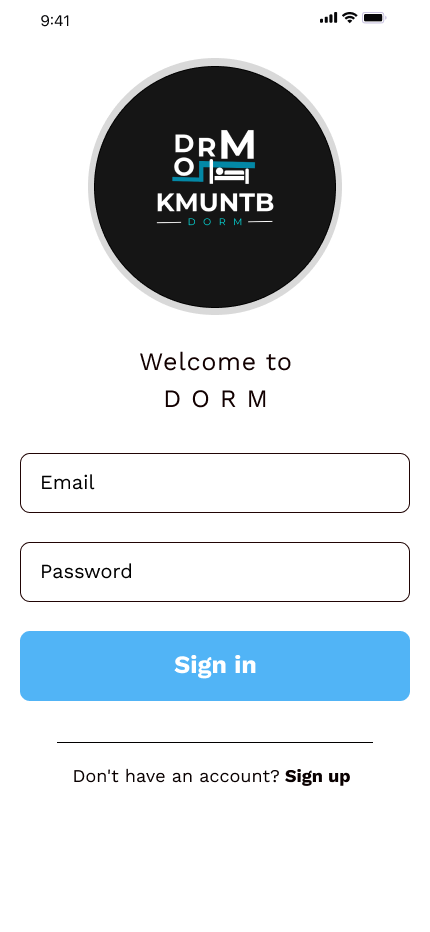 9:41
DRM
O
KMUNTB
DORM
Welcome to
D O R M
Email
Password
Sign in
Don't have an account? Sign up